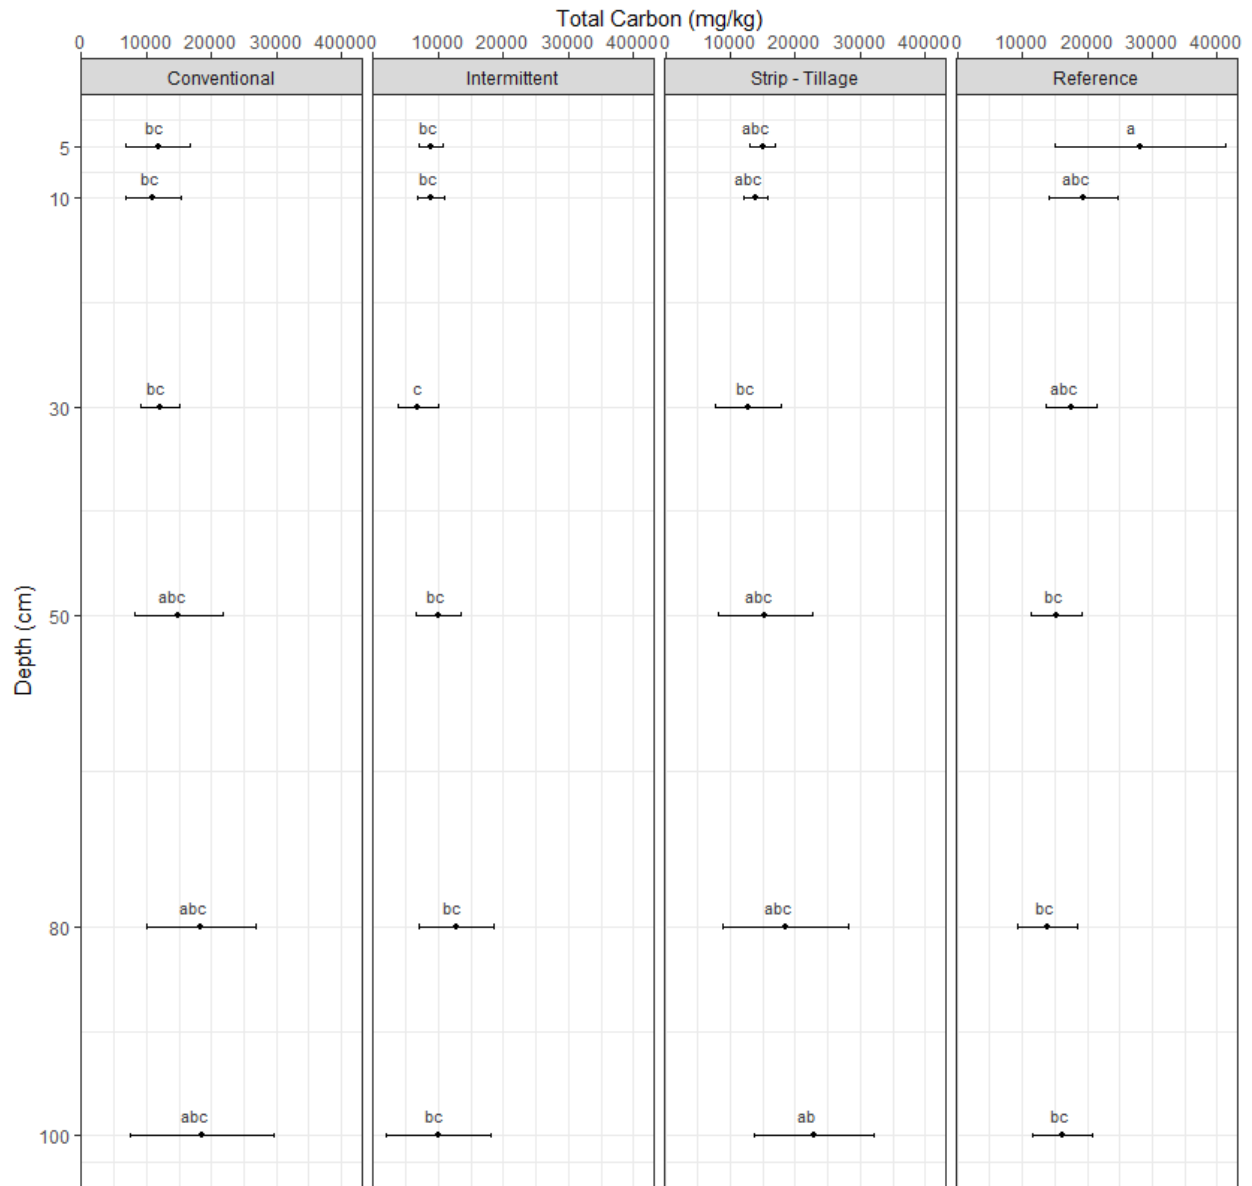 Total Carbon (mg/kg)
0 10000 20000 30000 40000 0 10000 20000 30000 40000 0 10000 20000 30000 40000 0 10000 20000 30000 40000
Conventional Intermittent Strip - Tillage Reference
bc bc abc a
5
bc bc abc abc
10
bc c bc abc
30
abc bc abc bc
50
Depth (cm)
abc bc abc bc
80
abc bc ab bc
100